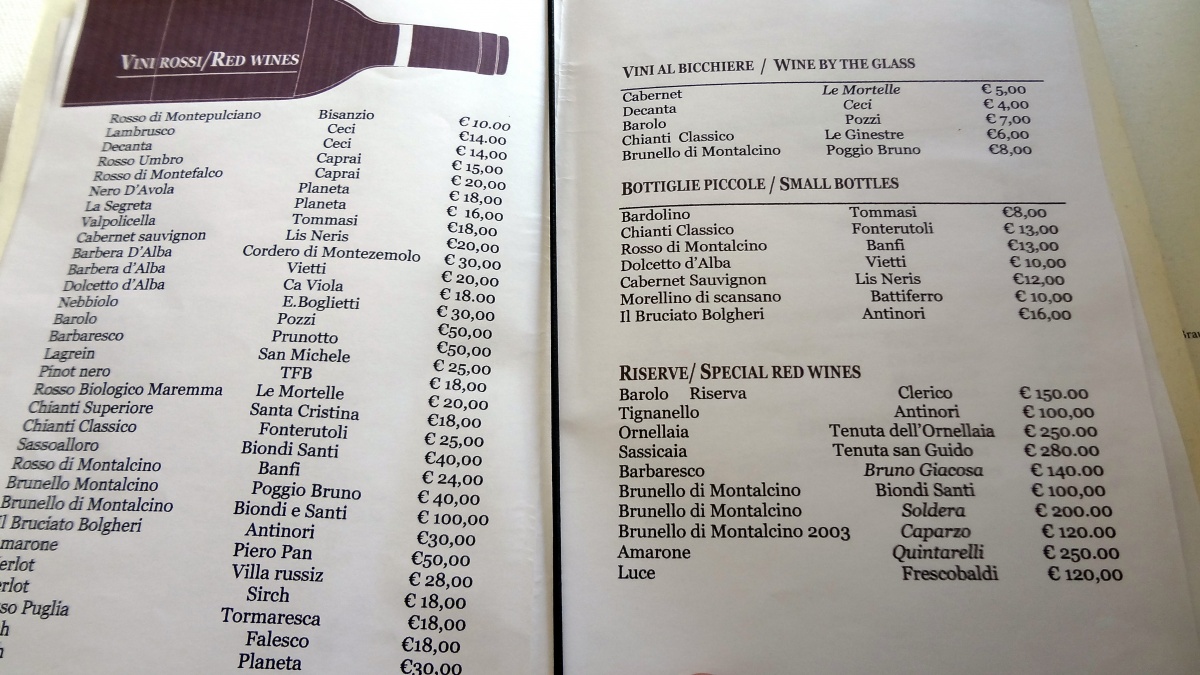 VINI ROSSI/RED WINES
Rosso di Montepulciano Bisanzio € 10.00
Lambrusco Ceci €14.00
Decanta Ceci € 14,00
Rosso Umbro Caprai € 15,00
Rosso di Montefalco Caprai € 20,00
Nero D'Avola Planeta € 18,00
La Segreta Planeta € 16,00
Valpolicella Tommasi €18,00
Cabernet sauvignon Lis Neris €20,00
Barbera D'Alba Cordero di Montezemolo € 30,00
Barbera d'Alba Vietti € 20,00
Dolcetto d'Alba Ca Viola € 18.00
Nebbiolo E.Boglietti € 30,00
Barolo Pozzi €50,00
Barbaresco Prunotto €50,00
Lagrein San Michele € 25,00
Pinot nero TFB € 18,00
Rosso Biologico Maremma Le Mortelle € 20,00
Chianti Superiore Santa Cristina €18,00
Chianti Classico Fonterutoli € 25,00
Sassoalloro Biondi Santi €40,00
Rosso di Montalcino Banfi € 24,00
Brunello Montalcino Poggio Bruno € 40,00
Brunello di Montalcino Biondi e Santi € 100,00
l Bruciato Bolgheri Antinori €30,00
marone Piero Pan €50,00
erlot Villa russiz € 28,00
rlot Sirch € 18,00
so Puglia Tormaresca €18,00
h Falesco €18,00
Planeta €30,00
VINI AL BICCHIERE / WINE BY THE GLASS
Cabernet Le Mortelle € 5,00
Decanta Ceci € 4,00
Barolo Pozzi € 7,00
Chianti Classico Le Ginestre €6,00
Brunello di Montalcino Poggio Bruno €8,00
BOTTIGLIE PICCOLE / SMALL BOTTLES
Bardolino Tommasi €8,00
Chianti Classico Fonterutoli € 13,00
Rosso di Montalcino Banfi €13,00
Dolcetto d'Alba Vietti € 10,00
Cabernet Sauvignon Lis Neris €12,00
Morellino di scansano Battiferro € 10,00
Il Bruciato Bolgheri Antinori €16,00
RISERVE/ SPECIAL RED WINES
Barolo Riserva Clerico € 150.00
Tignanello Antinori € 100,00
Ornellaia Tenuta dell'Ornellaia € 250.00
Sassicaia Tenuta san Guido € 280.00
Barbaresco Bruno Giacosa € 140.00
Brunello di Montalcino Biondi Santi € 100,00
Brunello di Montalcino Soldera € 200.00
Brunello di Montalcino 2003 Caparzo € 120.00
Amarone Quintarelli € 250.00
Luce Frescobaldi € 120,00